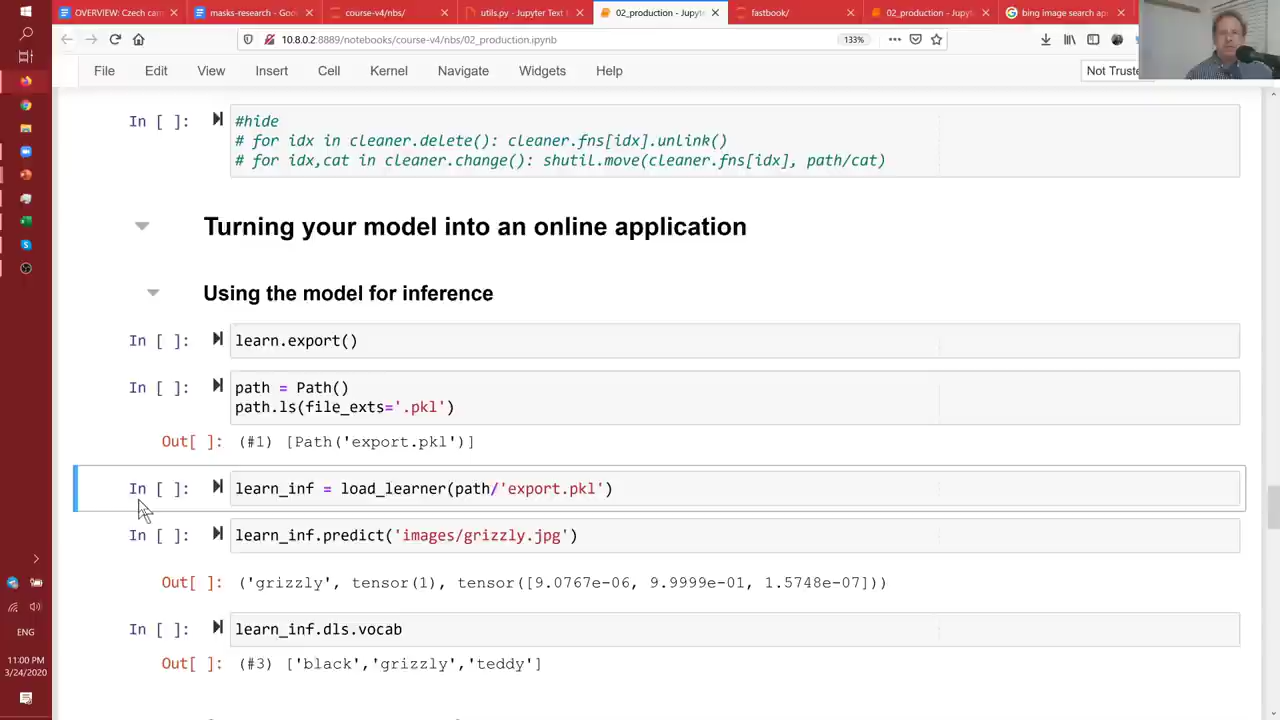 OVERVIEW: Czech cam
masks-research - Goo
course-v4/nbs/
utils.py - Jupyter Text
02_production - Jupyte
fastbook/
02_production - Jupyt
bing image search ap
10.8.0.2:8889/notebooks/course-v4/nbs/02_production.ipynb
133%
File Edit View Insert Cell Kernel Navigate Widgets Help
Not Truste
In [ ]:
#hide
# for idx in cleaner.delete(): cleaner.fns[idx].unlink()
# for idx,cat in cleaner.change(): shutil.move(cleaner.fns[idx], path/cat)
Turning your model into an online application
Using the model for inference
In [ ]: learn.export()
In [ ]: path = Path()
path.ls(file_exts='.pkl')
Out[ ]: (#1) [Path('export.pkl')]
In [ ]: learn_inf = load_learner(path/'export.pkl')
In [ ]: learn_inf.predict('images/grizzly.jpg')
Out[ ]: ('grizzly', tensor(1), tensor([9.0767e-06, 9.9999e-01, 1.5748e-07]))
In [ ]: learn_inf.dls.vocab
Out[ ]: (#3) ['black','grizzly','teddy']
ENG
11:00 PM
3/24/2020